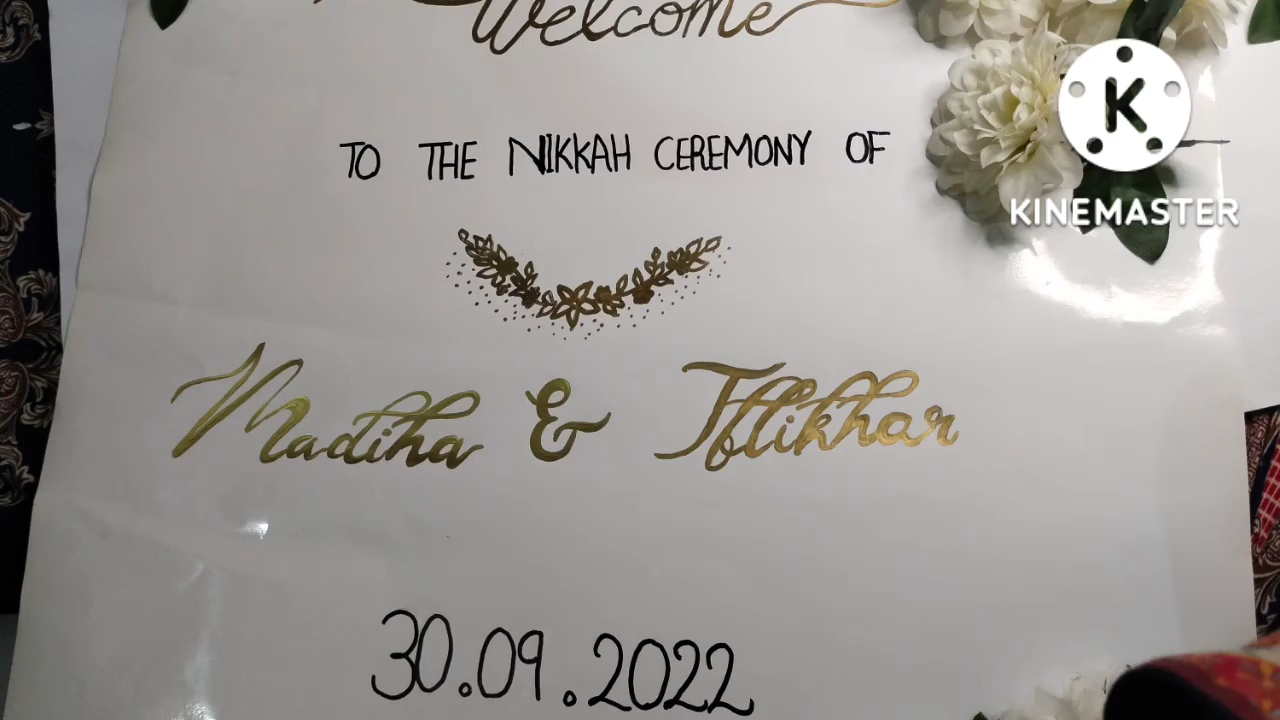 Welcome
TO THE NIKKAH CEREMONY OF
Madiha & Iftikhar
30.09.2022
K
KINEMASTER